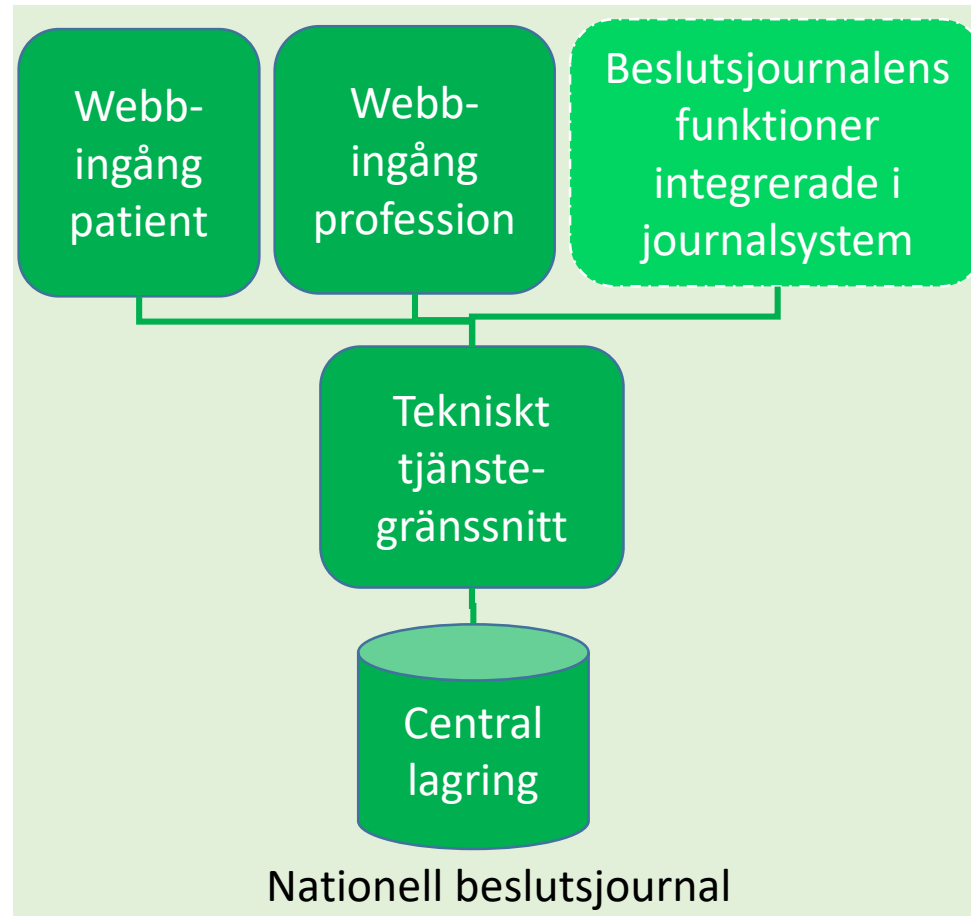 Webb-
ingång
patient
Webb-
ingång
profession
Beslutsjournalens
funktioner
integrerade i
journalsystem
Tekniskt
tjänste-
gränssnitt
Central
lagring
Nationell beslutsjournal